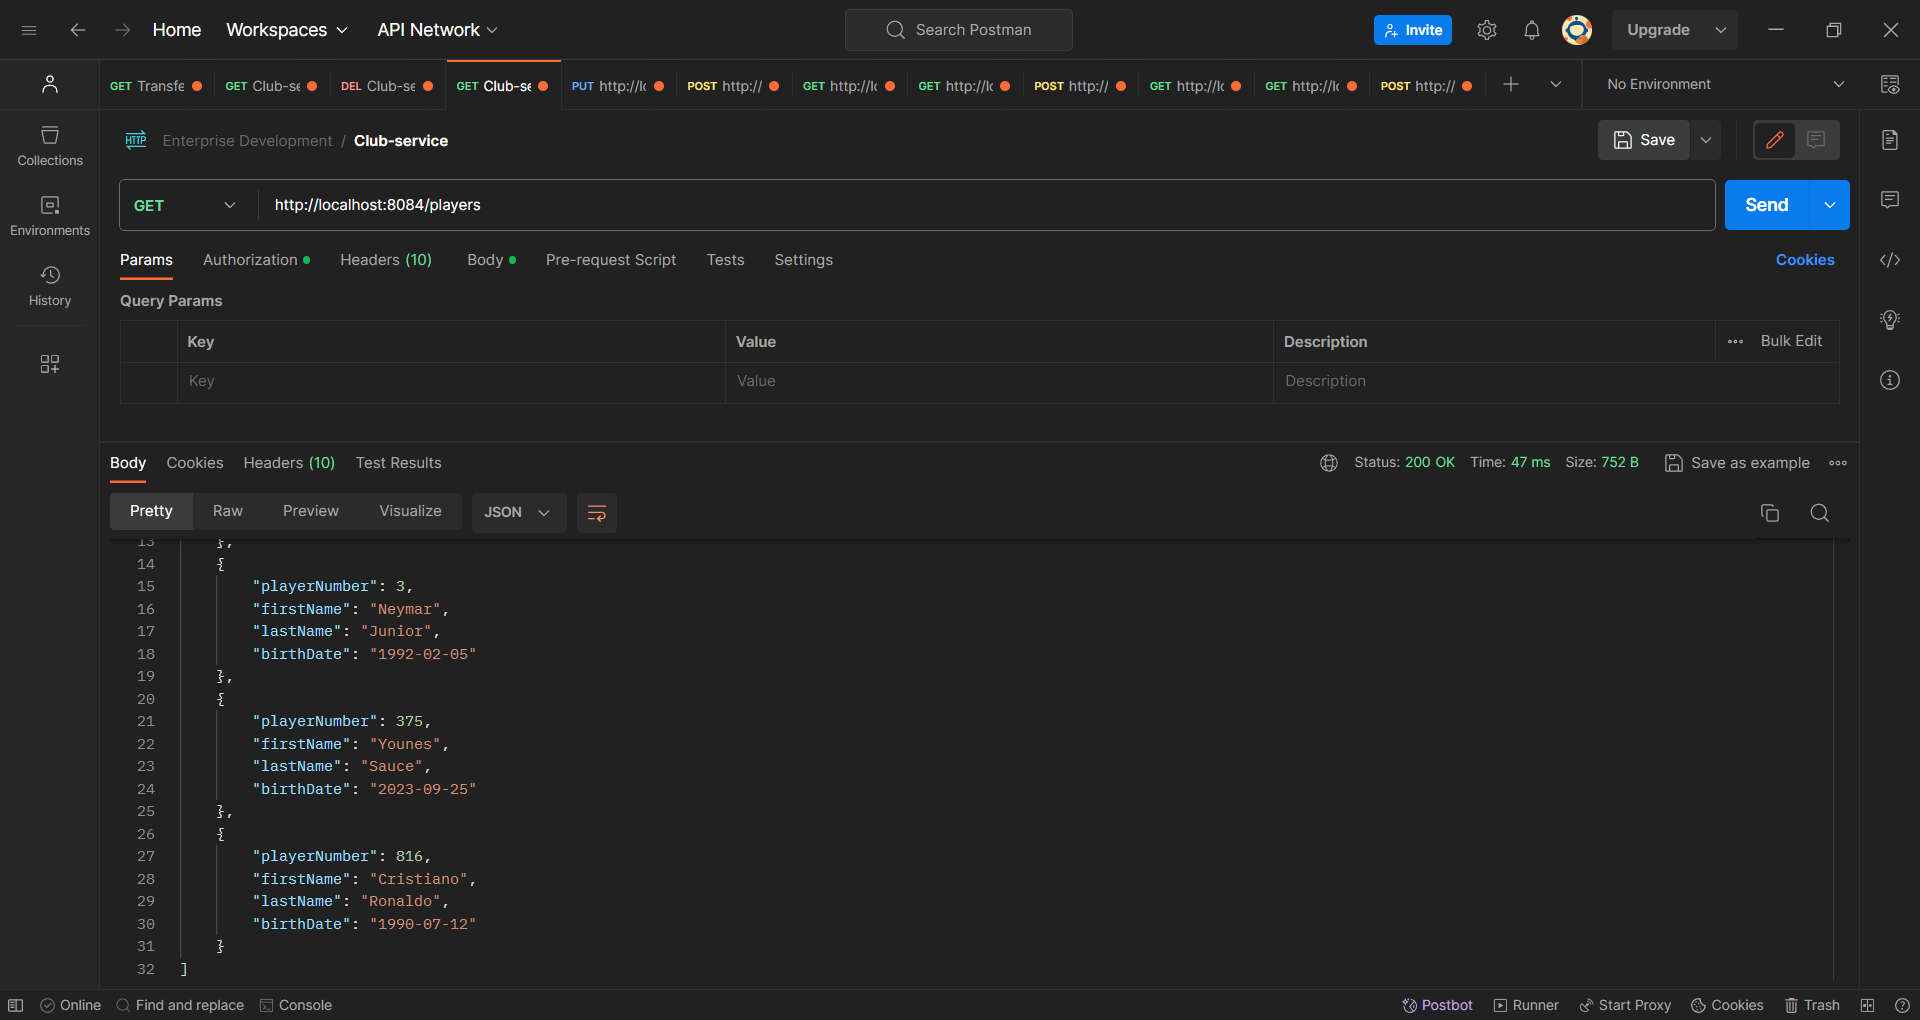 Home Workspaces API Network Search Postman Invite Upgrade
GET Transfe GET Club-se DEL Club-se GET Club-se PUT http://lo POST http:// GET http://lo GET http://lo POST http:// GET http://lo GET http://lo POST http:// No Environment
HTTP Enterprise Development / Club-service Save
Collections
GET http://localhost:8084/players Send
Environments
Params Authorization Headers (10) Body Pre-request Script Tests Settings Cookies
History
Query Params
Key Value Description Bulk Edit
Key Value Description
Body Cookies Headers (10) Test Results Status: 200 OK Time: 47 ms Size: 752 B Save as example
Pretty Raw Preview Visualize JSON
13 },
14 {
15 "playerNumber": 3,
16 "firstName": "Neymar",
17 "lastName": "Junior",
18 "birthDate": "1992-02-05"
19 },
20 {
21 "playerNumber": 375,
22 "firstName": "Younes",
23 "lastName": "Sauce",
24 "birthDate": "2023-09-25"
25 },
26 {
27 "playerNumber": 816,
28 "firstName": "Cristiano",
29 "lastName": "Ronaldo",
30 "birthDate": "1990-07-12"
31 }
32 ]
Online Find and replace Console Postbot Runner Start Proxy Cookies Trash